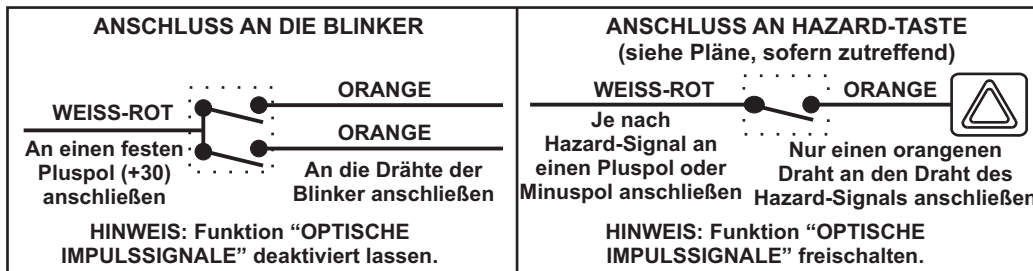 ANSCHLUSS AN DIE BLINKER
ORANGE
WEISS-ROT
ORANGE
An einen festen
Pluspol (+30)
anschließen
An die Drähte der
Blinker anschließen
HINWEIS: Funktion “OPTISCHE
IMPULSSIGNALE” deaktiviert lassen.
ANSCHLUSS AN HAZARD-TASTE
(siehe Pläne, sofern zutreffend)
WEISS-ROT
ORANGE
Je nach
Hazard-Signal an
einen Pluspol oder
Minuspol anschließen
Nur einen orangenen
Draht an den Draht des
Hazard-Signals anschließen
HINWEIS: Funktion “OPTISCHE
IMPULSSIGNALE” freischalten.